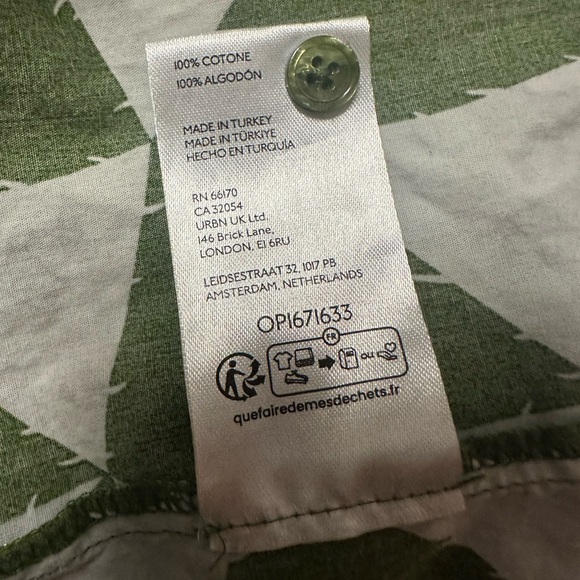 100% COTONE
100% ALGODÓN
MADE IN TURKEY
MADE IN TÜRKIYE
HECHO EN TURQUÍA
RN 66170
CA 32054
URBN UK Ltd.
146 Brick Lane,
LONDON, E1 6RU
LEIDSESTRAAT 32, 1017 PB
AMSTERDAM, NETHERLANDS
OP1671633
FR
ou
quefairedemesdechets.fr